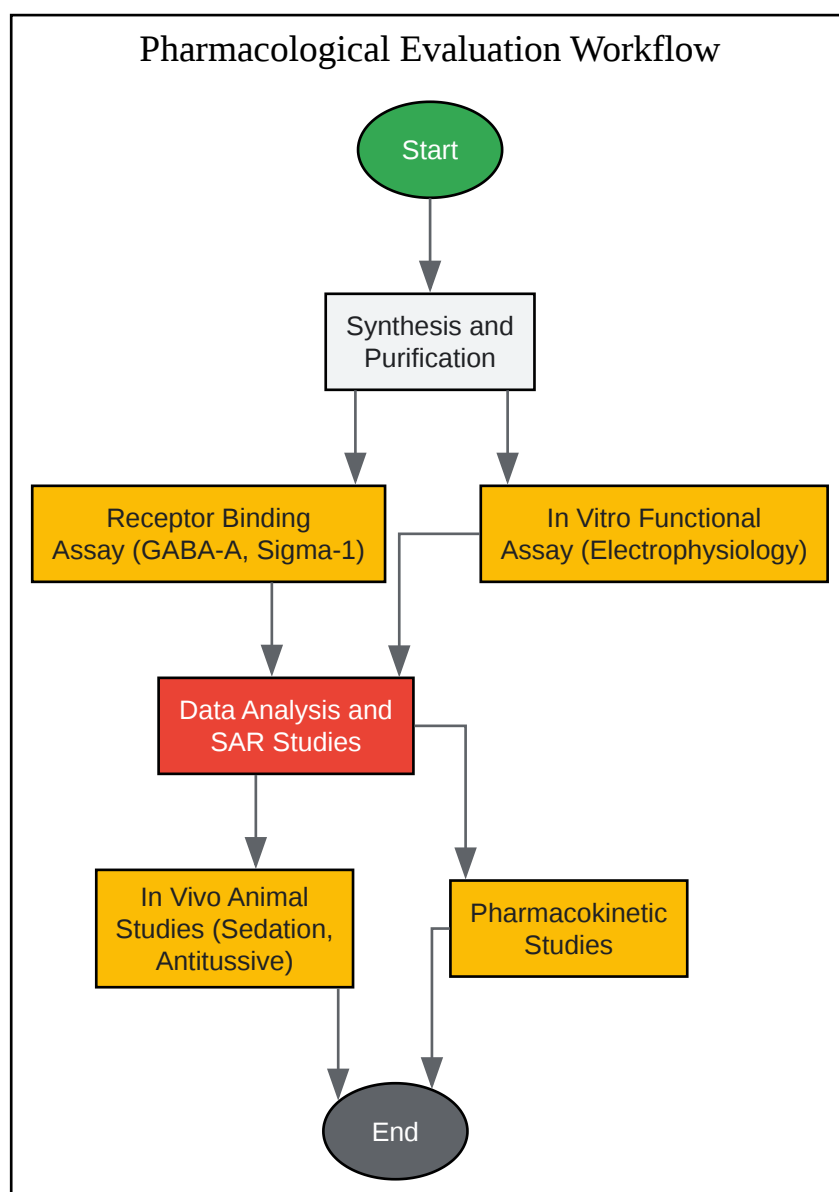 Pharmacological Evaluation Workflow
Start
Synthesis and
Purification
Receptor Binding
Assay (GABA-A, Sigma-1)
In Vitro Functional
Assay (Electrophysiology)
Data Analysis and
SAR Studies
In Vivo Animal
Studies (Sedation,
Antitussive)
Pharmacokinetic
Studies
End